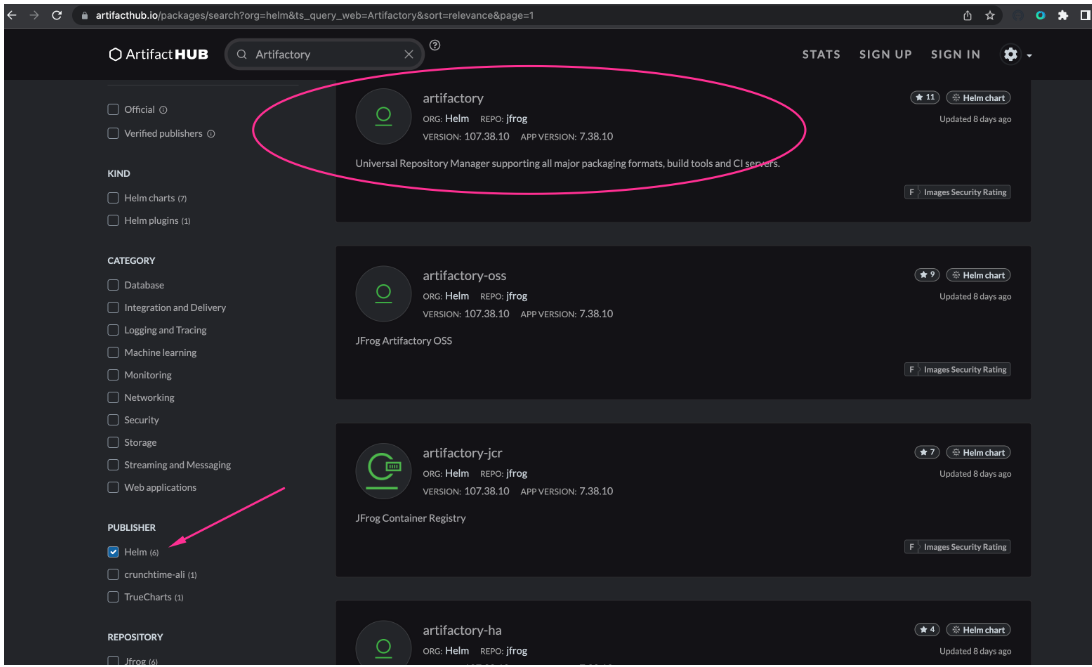 artifacthub.io/packages/search?org=helm&ts_query_web=Artifactory&sort=relevance&page=1
Artifact HUB
Artifactory
STATS SIGN UP SIGN IN
Official
Verified publishers
KIND
Helm charts (7)
Helm plugins (1)
CATEGORY
Database
Integration and Delivery
Logging and Tracing
Machine learning
Monitoring
Networking
Security
Storage
Streaming and Messaging
Web applications
PUBLISHER
Helm (6)
crunchtime-ali (1)
TrueCharts (1)
REPOSITORY
Jfrog (6)
artifactory
ORG: Helm REPO: jfrog
VERSION: 107.38.10 APP VERSION: 7.38.10
Universal Repository Manager supporting all major packaging formats, build tools and CI servers.
11 Helm chart
Updated 8 days ago
F Images Security Rating
artifactory-oss
ORG: Helm REPO: jfrog
VERSION: 107.38.10 APP VERSION: 7.38.10
JFrog Artifactory OSS
9 Helm chart
Updated 8 days ago
F Images Security Rating
artifactory-jcr
ORG: Helm REPO: jfrog
VERSION: 107.38.10 APP VERSION: 7.38.10
JFrog Container Registry
7 Helm chart
Updated 8 days ago
F Images Security Rating
artifactory-ha
ORG: Helm REPO: jfrog
4 Helm chart
Updated 8 days ago